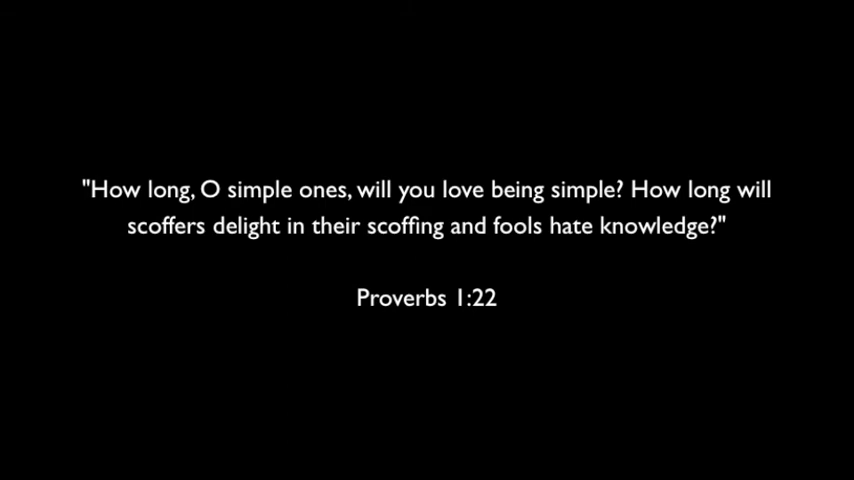 "How long, O simple ones, will you love being simple? How long will
scoffers delight in their scoffing and fools hate knowledge?"
Proverbs 1:22